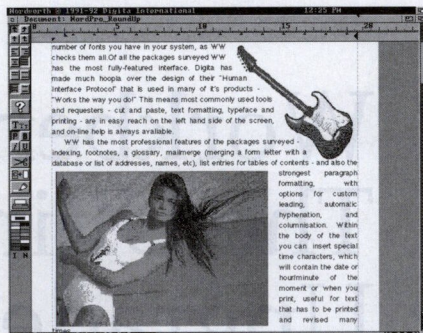 Wordworth © 1991-92 Digita International 12:25 PM
Document: WordPro_RoundUp
5 10 15 20
number of fonts you have in your system, as WW
checks them all.Of all the packages surveyed WW
has the most fully-featured interface. Digita has
made much hoopla over the design of their "Human
Interface Protocol" that is used in many of it's products -
"Works the way you do!" This means most commonly used tools
and requesters - cut and paste, text formatting, typeface and
printing - are in easy reach on the left hand side of the screen,
and on-line help is always available.
WW has the most professional features of the packages surveyed -
indexing, footnotes, a glossary, mailmerge (merging a form letter with a
database or list of addresses, names, etc), list entries for tables of contents - and also the
strongest paragraph
formatting, with
options for custom
leading, automatic
hyphenation, and
columnisation. Within
the body of the text
you can insert special
time characters, which
will contain the date or
hour/minute of the
moment or when you
print, useful for text
that has to be printed
and revised many
times